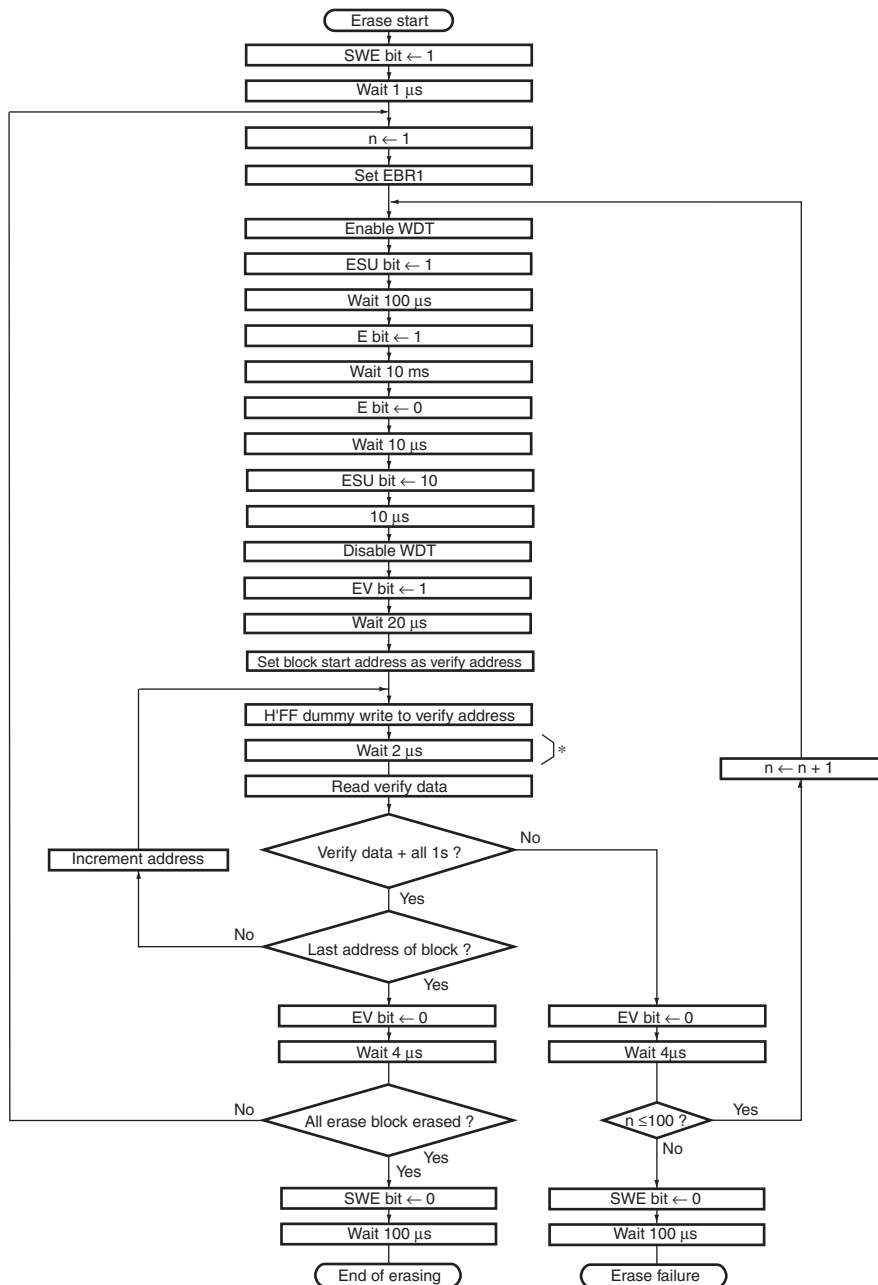 Erase start
SWE bit ← 1
Wait 1 μs
n ← 1
Set EBR1
Enable WDT
ESU bit ← 1
Wait 100 μs
E bit ← 1
Wait 10 ms
E bit ← 0
Wait 10 μs
ESU bit ← 10
10 μs
Disable WDT
EV bit ← 1
Wait 20 μs
Set block start address as verify address
H'FF dummy write to verify address
Wait 2 μs
*
n ← n + 1
Read verify data
Verify data + all 1s ?
No
Increment address
Yes
Last address of block ?
No
Yes
EV bit ← 0
EV bit ← 0
Wait 4 μs
Wait 4μs
All erase block erased ?
No
n ≤100 ?
Yes
Yes
Yes
No
SWE bit ← 0
SWE bit ← 0
Wait 100 μs
Wait 100 μs
End of erasing
Erase failure